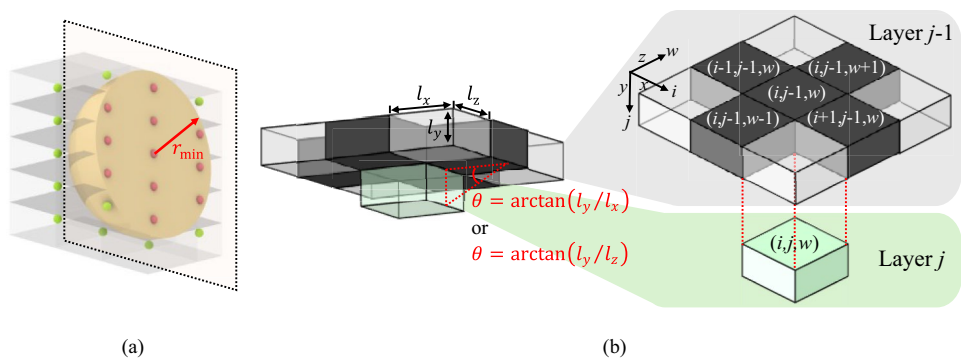 r_min
(a)
l_x
l_z
l_y
θ = arctan(l_y/l_x)
or
θ = arctan(l_y/l_z)
Layer j-1
z
w
x
i
y
j
(i-1,j-1,w)
(i,j-1,w+1)
(i,j-1,w)
(i,j-1,w-1)
(i+1,j-1,w)
(i,j,w)
Layer j
(b)